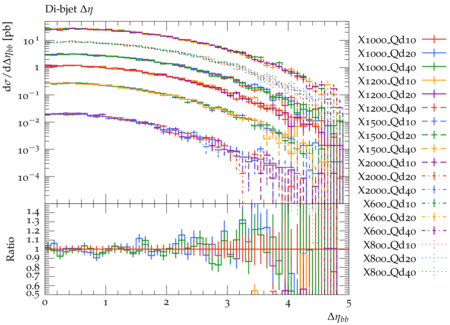 Di-bjet Δη
dσ/dΔη_bb [pb]
10^1
1
10^-1
10^-2
10^-3
10^-4
X1000_Qd10
X1000_Qd20
X1000_Qd40
X1200_Qd10
X1200_Qd20
X1200_Qd40
X1500_Qd10
X1500_Qd20
X1500_Qd40
X2000_Qd10
X2000_Qd20
X2000_Qd40
X600_Qd10
X600_Qd20
X600_Qd40
X800_Qd10
X800_Qd20
X800_Qd40
Ratio
1.4
1.3
1.2
1.1
1.0
0.9
0.8
0.7
0.6
0.5
0 1 2 3 4 5
Δη_bb